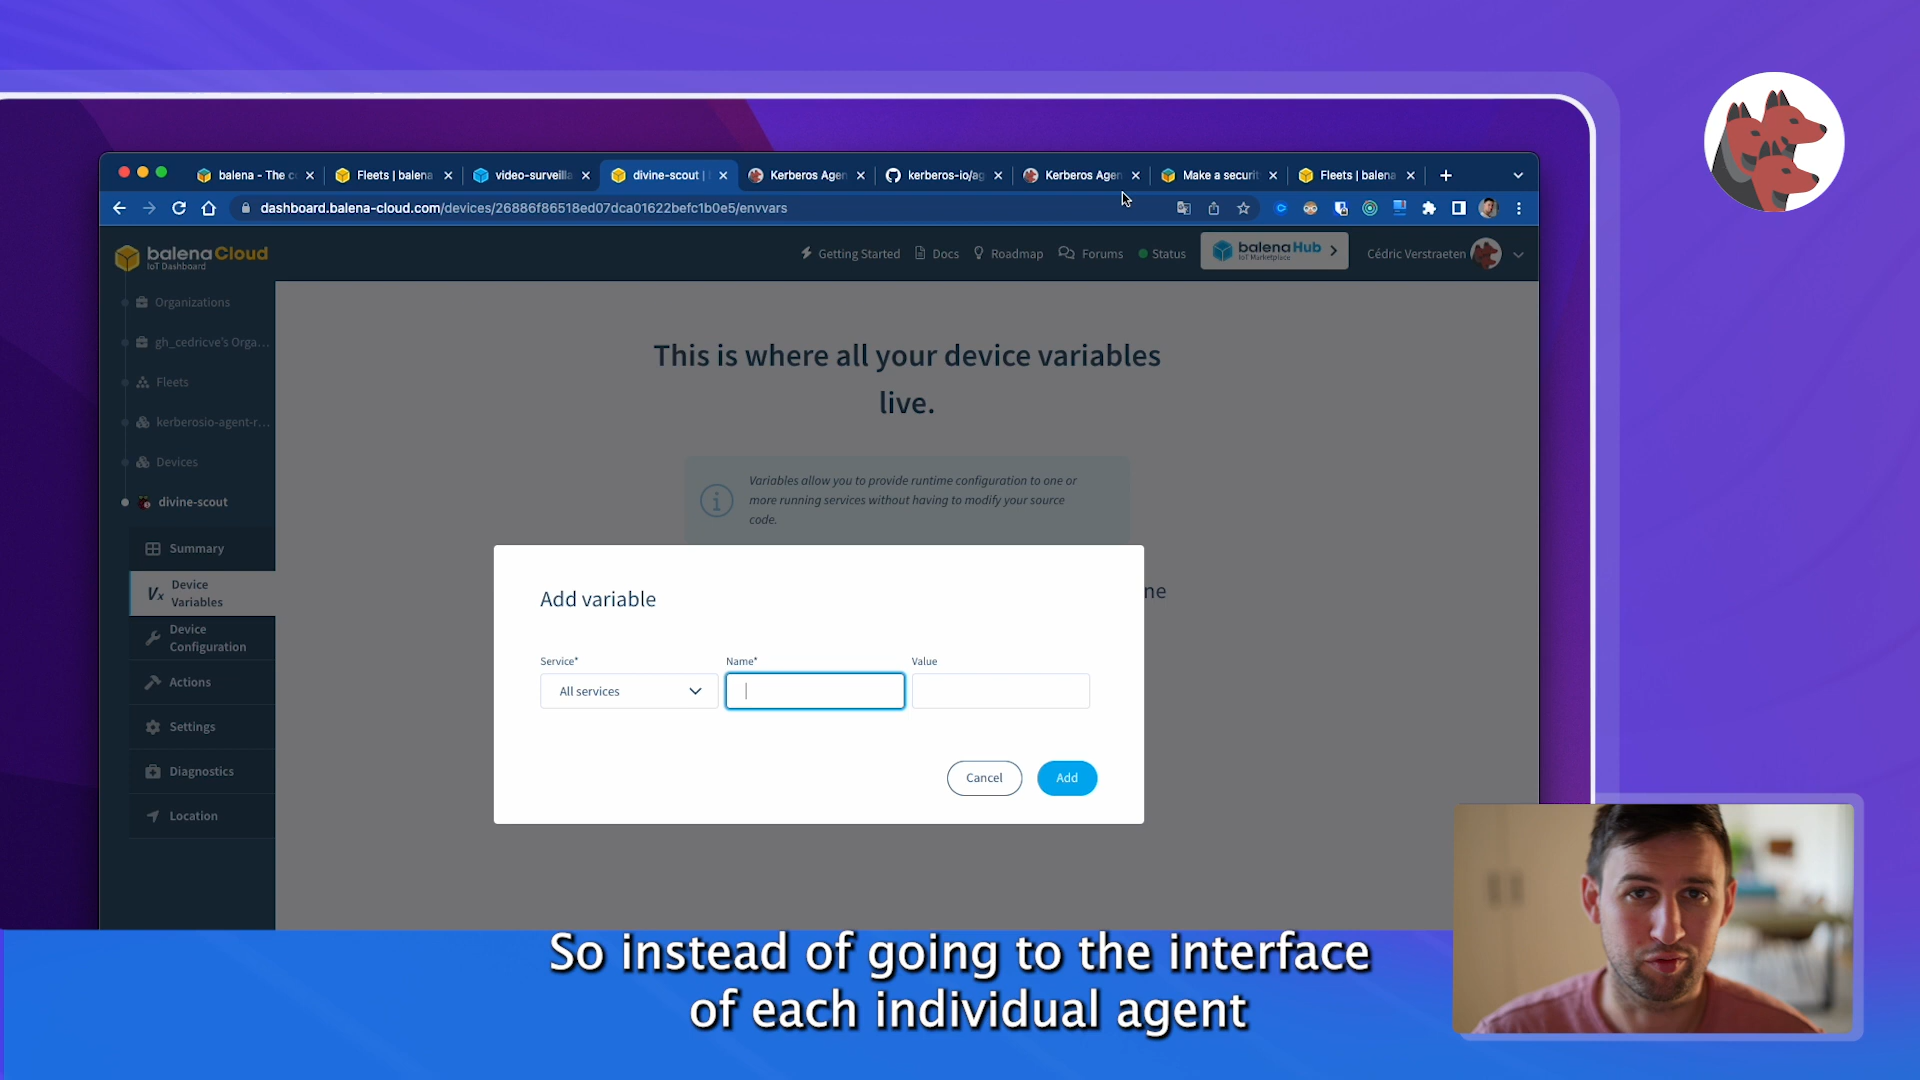 balena - The c
Fleets | balena
video-surveilla
divine-scout |
Kerberos Agen
kerberos-io/ag
Kerberos Agen
Make a securit
Fleets | balena
dashboard.balena-cloud.com/devices/26886f86518ed07dca01622befc1b0e5/envvars
balenaCloud
IoT Dashboard
Getting Started
Docs
Roadmap
Forums
Status
balenaHub
IoT Marketplace
Cédric Verstraeten
Organizations
gh_cedricve's Orga...
Fleets
kerberosio-agent-r...
Devices
divine-scout
Summary
Device
Variables
Device
Configuration
Actions
Settings
Diagnostics
Location
This is where all your device variables
live.
Variables allow you to provide runtime configuration to one or
more running services without having to modify your source
code.
ne
Add variable
Service*
Name*
Value
All services
Cancel
Add
So instead of going to the interface
of each individual agent